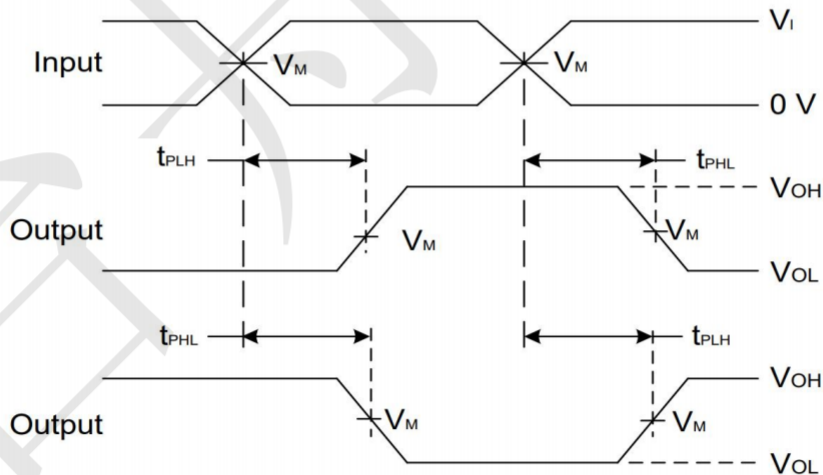 VI
Input VM VM
0 V
tPLH tPHL
VOH
Output VM VM
VOL
tPHL tPLH
VOH
Output VM VM
VOL